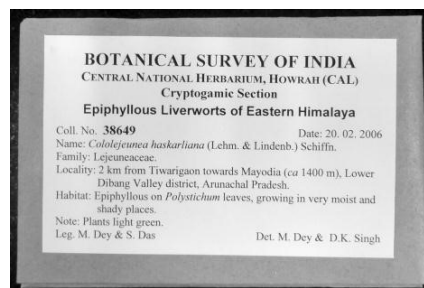 BOTANICAL SURVEY OF INDIA
CENTRAL NATIONAL HERBARIUM, HOWRAH (CAL)
Cryptogamic Section
Epiphyllous Liverworts of Eastern Himalaya
Coll. No. 38649 Date: 20. 02. 2006
Name: Cololejeunea haskarliana (Lehm. & Lindenb.) Schiffn.
Family: Lejeuneaceae.
Locality: 2 km from Tiwarigaon towards Mayodia (ca 1400 m), Lower
Dibang Valley district, Arunachal Pradesh.
Habitat: Epiphyllous on Polystichum leaves, growing in very moist and
shady places.
Note: Plants light green.
Leg. M. Dey & S. Das Det. M. Dey & D.K. Singh